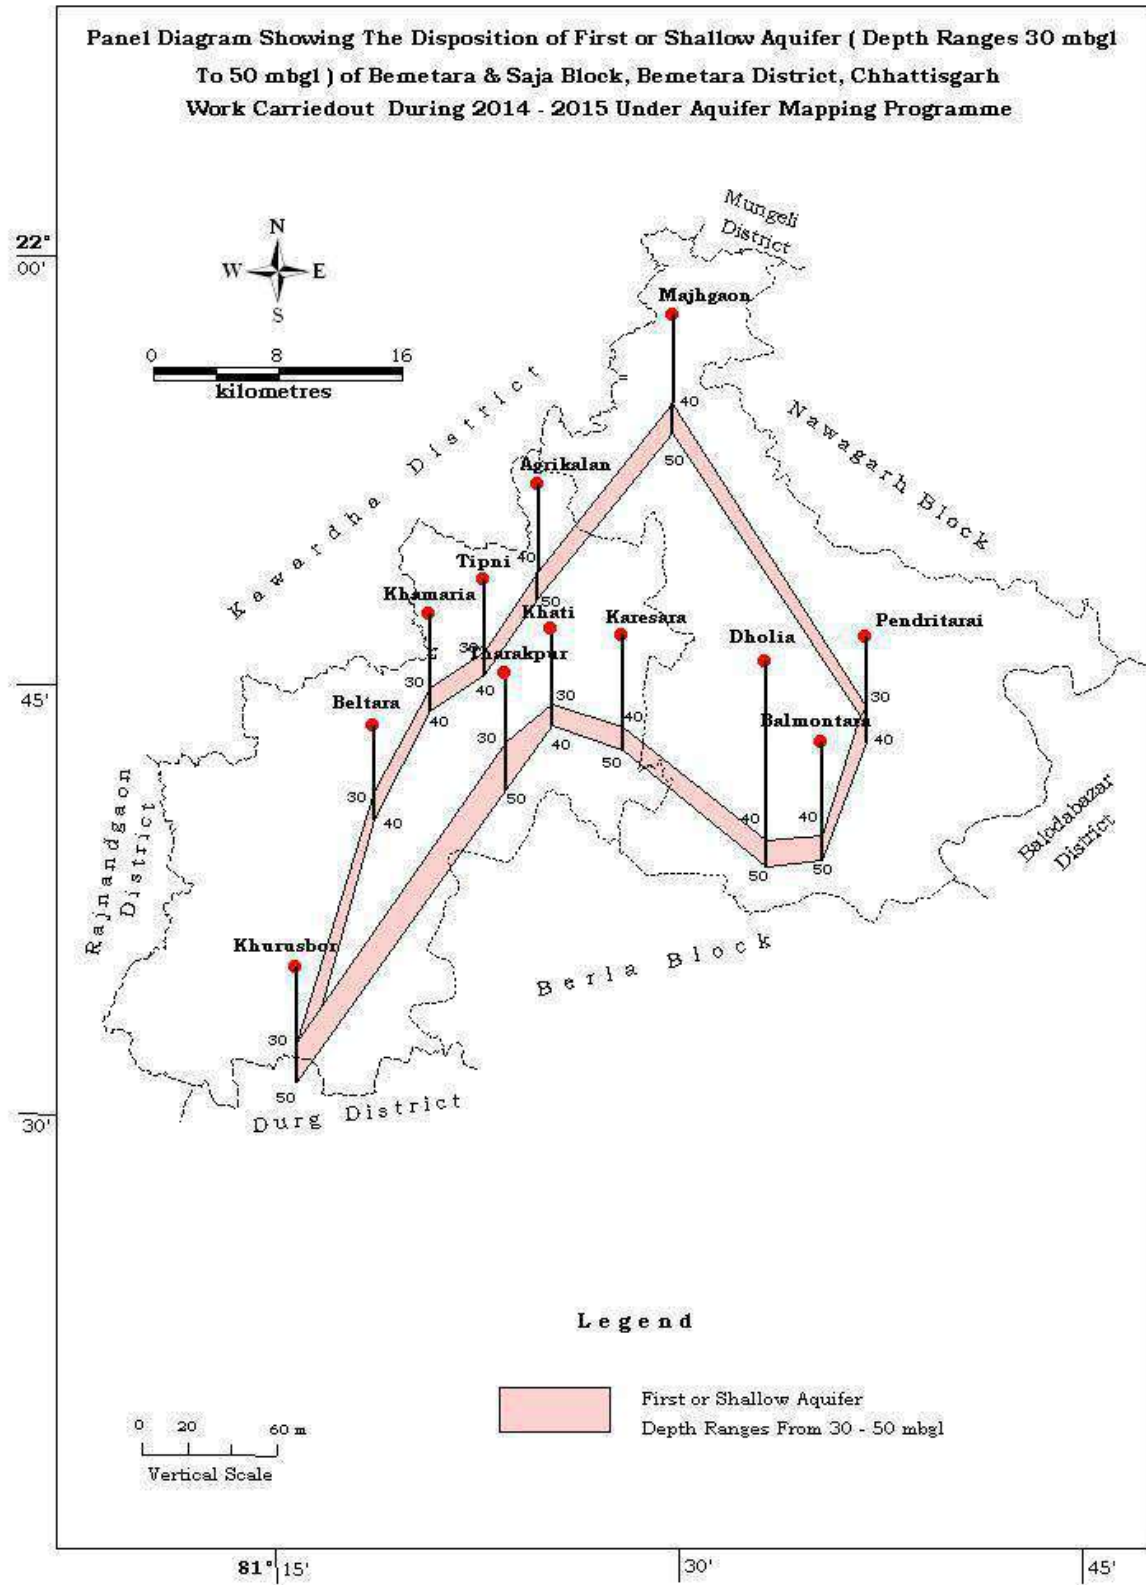 Panel Diagram Showing The Disposition of First or Shallow Aquifer ( Depth Ranges 30 mbgl
To 50 mbgl ) of Bemetara & Saja Block, Bemetara District, Chhattisgarh
Work Carriedout During 2014 - 2015 Under Aquifer Mapping Programme
Mungeli
District
N
W E
S
22°
00'
0 8 16
kilometres
Majhgaon
40
50
Kawardha District
Nawagarh Block
Agrikalan
40
50
Tipni
30
40
Khamaria
30
40
Khati
30
40
Karesara
40
50
Tharakpur
30
50
Dholia
40
50
Pendritarai
30
40
Balmontara
40
50
45'
Beltara
30
40
Rajnandgaon
District
Balodabazar
District
Khurusbor
30
50
Berla Block
Durg District
30'
Legend
First or Shallow Aquifer
Depth Ranges From 30 - 50 mbgl
0 20 60 m
Vertical Scale
81° 15' 30' 45'